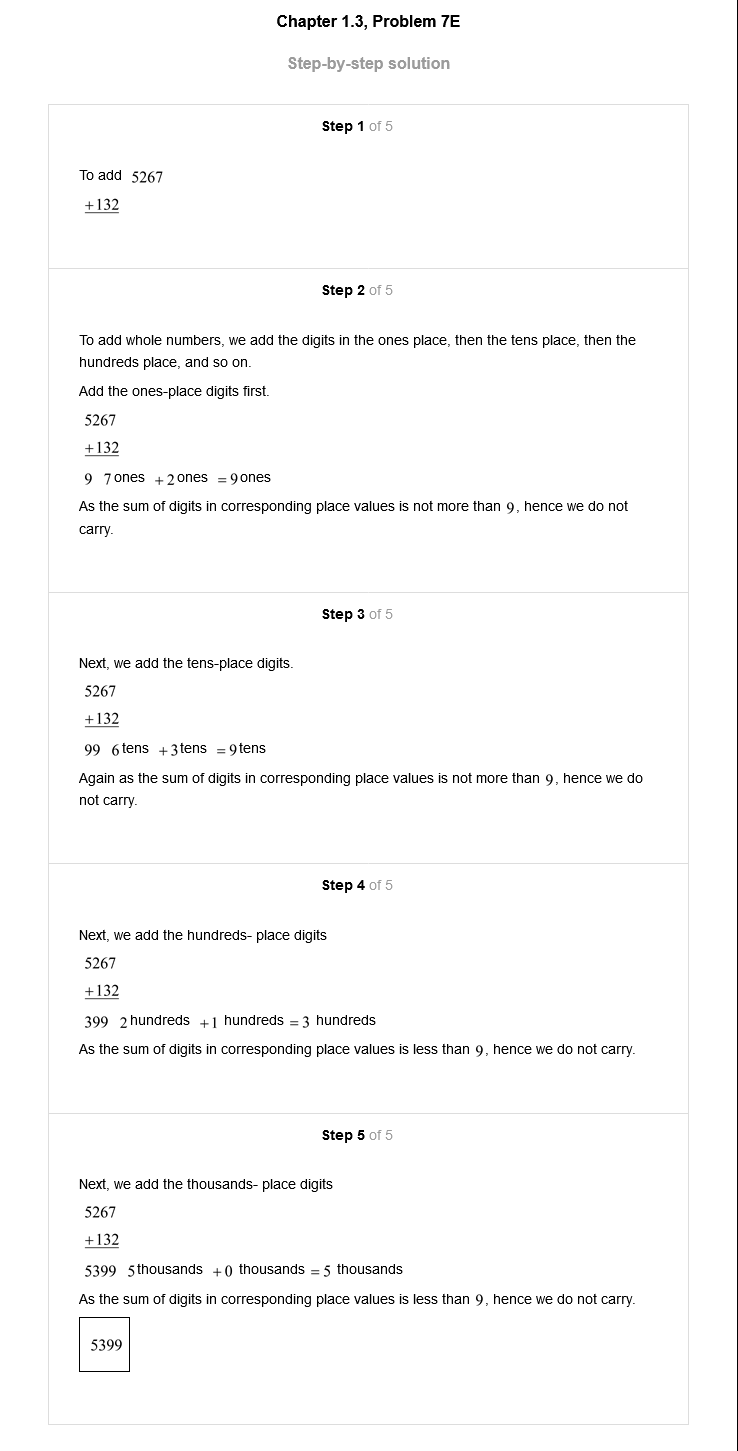 Chapter 1.3, Problem 7E
Step-by-step solution
Step 1 of 5
To add 5267
+132
Step 2 of 5
To add whole numbers, we add the digits in the ones place, then the tens place, then the
hundreds place, and so on.
Add the ones-place digits first.
5267
+132
9 7 ones +2 ones =9 ones
As the sum of digits in corresponding place values is not more than 9, hence we do not
carry.
Step 3 of 5
Next, we add the tens-place digits.
5267
+132
99 6 tens +3 tens =9 tens
Again as the sum of digits in corresponding place values is not more than 9, hence we do
not carry.
Step 4 of 5
Next, we add the hundreds- place digits
5267
+132
399 2 hundreds +1 hundreds =3 hundreds
As the sum of digits in corresponding place values is less than 9, hence we do not carry.
Step 5 of 5
Next, we add the thousands- place digits
5267
+132
5399 5 thousands +0 thousands =5 thousands
As the sum of digits in corresponding place values is less than 9, hence we do not carry.
5399